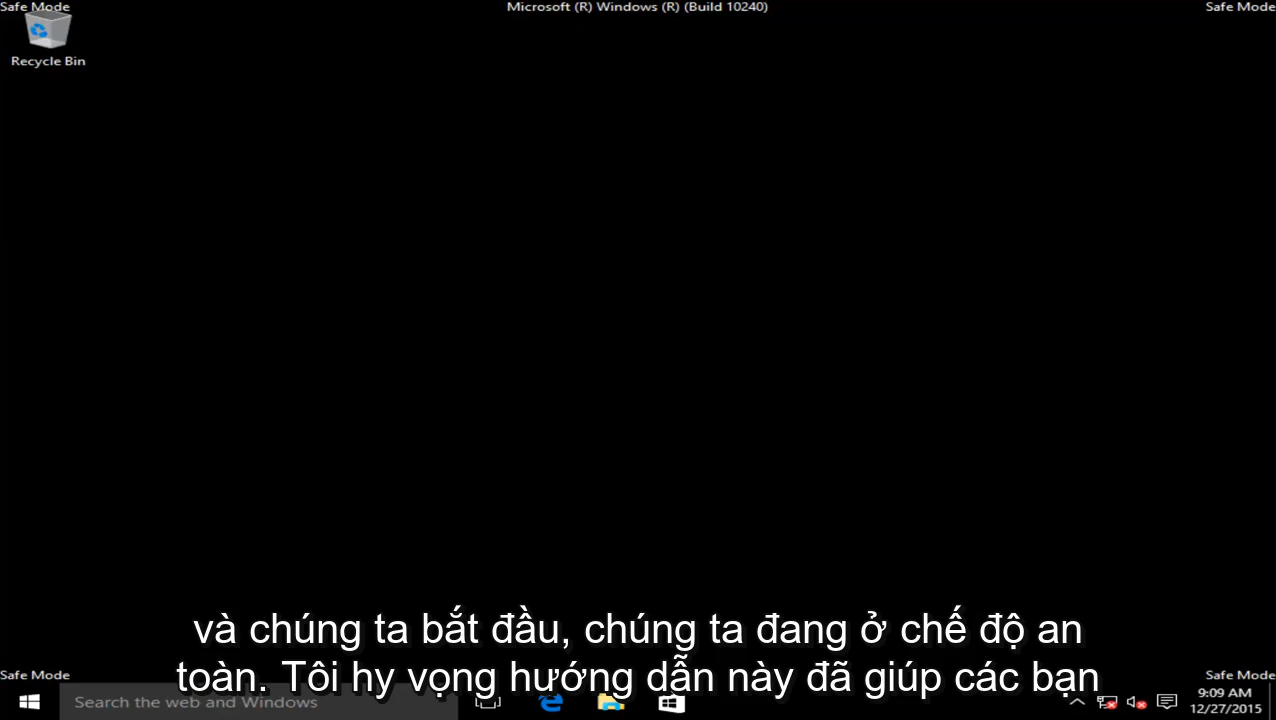 Safe Mode
Microsoft (R) Windows (R) (Build 10240)
Safe Mode
Recycle Bin
và chúng ta bắt đầu, chúng ta đang ở chế độ an
toàn. Tôi hy vọng hướng dẫn này đã giúp các bạn
Safe Mode
Safe Mode
Search the web and Windows
9:09 AM
12/27/2015